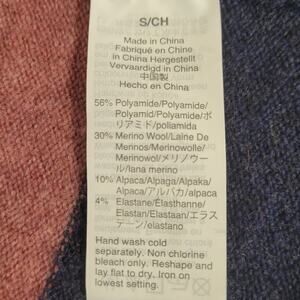 S/CH
Made in China
Fabriqué en Chine
in China Hergestellt
Vervaardigd in China
中国製
Hecho en China
56% Polyamide/Polyamide/
Polyamid/Polyamide/ポ
リアミド/poliamida
30% Merino Wool/Laine De
Merinos/Merinowolle/
Merinowol/メリノウー
ル/lana merino
10% Alpaca/Alpaga/Alpaka/
Alpaca/アルパカ/alpaca
4% Elastane/Élasthanne/
Elastan/Elastaan/エラス
テーン/elastano
Hand wash cold
separately. Non chlorine
bleach only. Reshape and
lay flat to dry. Iron on
lowest setting.